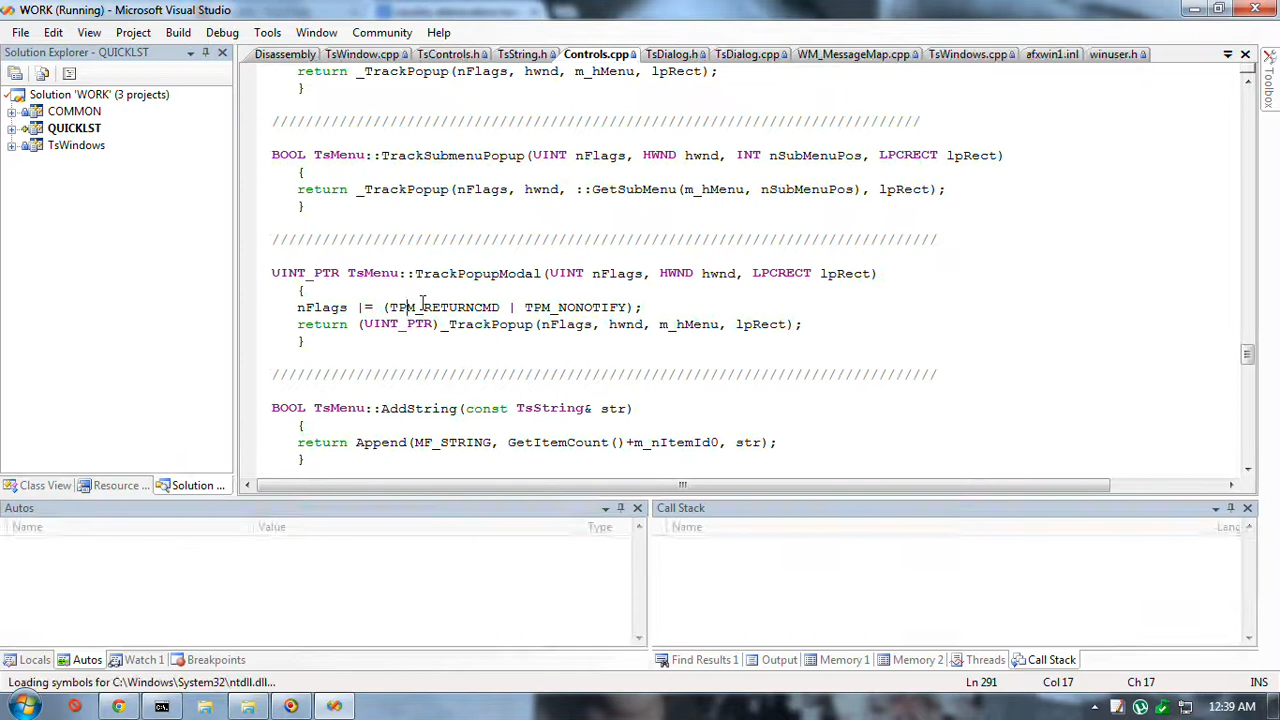 WORK (Running) - Microsoft Visual Studio
File Edit View Project Build Debug Tools Window Community Help
Solution Explorer - QUICKLST
Disassembly TsWindow.cpp TsControls.h TsString.h Controls.cpp TsDialog.h TsDialog.cpp WM_MessageMap.cpp TsWindows.cpp afxwin1.inl winuser.h
Toolbox
Solution 'WORK' (3 projects)
COMMON
QUICKLST
TsWindows
return _TrackPopup(nFlags, hwnd, m_hMenu, lpRect);
}
///////////////////////////////////////////////////////////////////////////////
BOOL TsMenu::TrackSubmenuPopup(UINT nFlags, HWND hwnd, INT nSubMenuPos, LPCRECT lpRect)
{
return _TrackPopup(nFlags, hwnd, ::GetSubMenu(m_hMenu, nSubMenuPos), lpRect);
}
///////////////////////////////////////////////////////////////////////////////
UINT_PTR TsMenu::TrackPopupModal(UINT nFlags, HWND hwnd, LPCRECT lpRect)
{
nFlags |= (TPM_RETURNCMD | TPM_NONOTIFY);
return (UINT_PTR)_TrackPopup(nFlags, hwnd, m_hMenu, lpRect);
}
///////////////////////////////////////////////////////////////////////////////
BOOL TsMenu::AddString(const TsString& str)
{
return Append(MF_STRING, GetItemCount()+m_nItemId0, str);
}
Class View Resource ... Solution ...
Autos
Name Value Type
Call Stack
Name Lang
Locals Autos Watch 1 Breakpoints
Find Results 1 Output Memory 1 Memory 2 Threads Call Stack
Loading symbols for C:\Windows\System32\ntdll.dll... Ln 291 Col 17 Ch 17 INS
12:39 AM